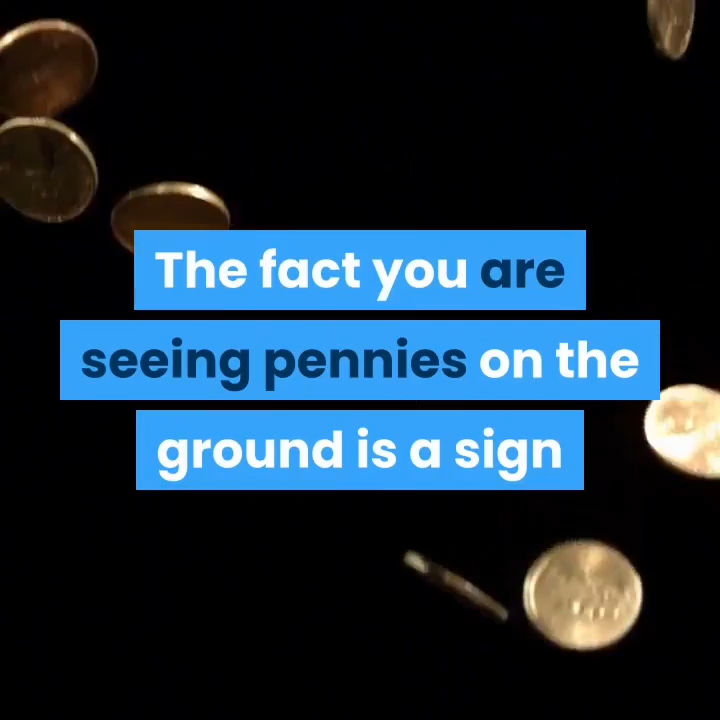 The fact you are
seeing pennies on the
ground is a sign